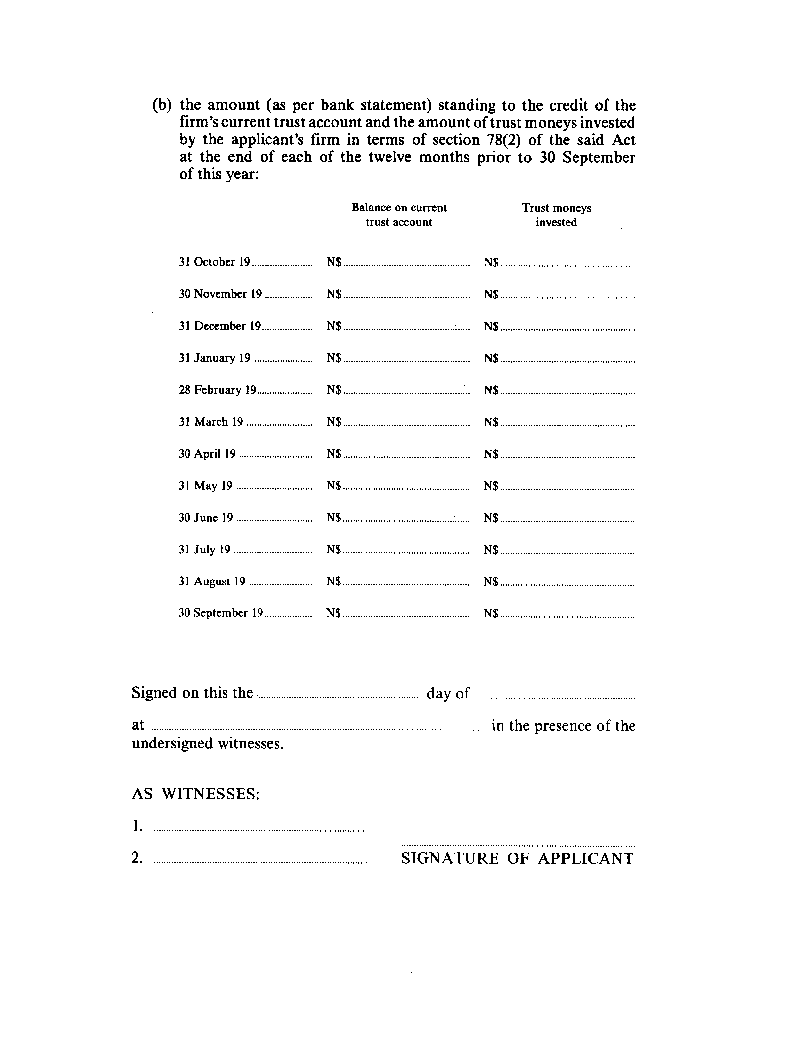 (b) the amount (as per bank statement) standing to the credit of the
firm's current trust account and the amount of trust moneys invested
by the applicant's firm in terms of section 78(2) of the said Act
at the end of each of the twelve months prior to 30 September
of this year:
Balance on current trust account
Trust moneys invested
31 October 19.................... N$.......................................... N$..........................................
30 November 19.................... N$.......................................... N$..........................................
31 December 19.................... N$.......................................... N$..........................................
31 January 19.................... N$.......................................... N$..........................................
28 February 19.................... N$.......................................... N$..........................................
31 March 19.................... N$.......................................... N$..........................................
30 April 19.................... N$.......................................... N$..........................................
31 May 19.................... N$.......................................... N$..........................................
30 June 19.................... N$.......................................... N$..........................................
31 July 19.................... N$.......................................... N$..........................................
31 August 19.................... N$.......................................... N$..........................................
30 September 19.................... N$.......................................... N$..........................................
Signed on this the .......................................... day of ..........................................
at .......................................... in the presence of the
undersigned witnesses.
AS WITNESSES:
1. ..........................................
2. .......................................... SIGNATURE OF APPLICANT